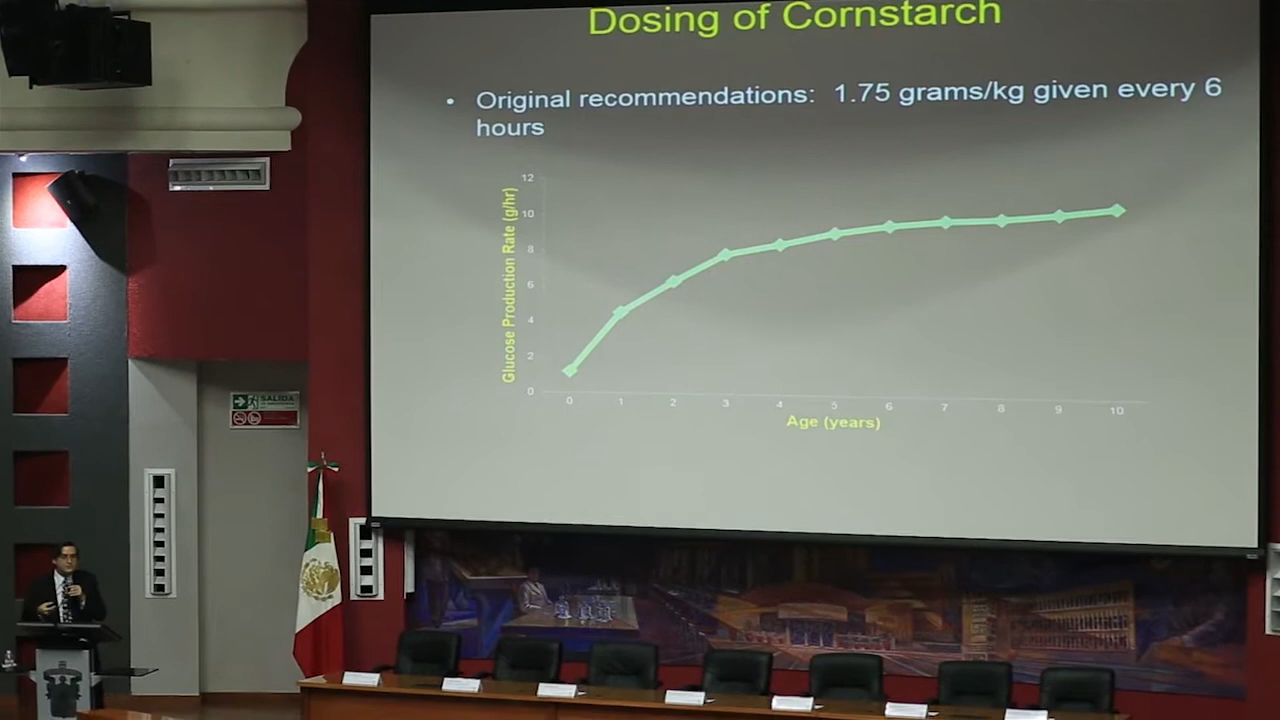 Dosing of Cornstarch
• Original recommendations: 1.75 grams/kg given every 6
hours
Glucose Production Rate (g/hr)
12
10
8
6
4
2
0
0 1 2 3 4 5 6 7 8 9 10
Age (years)
SALIDA